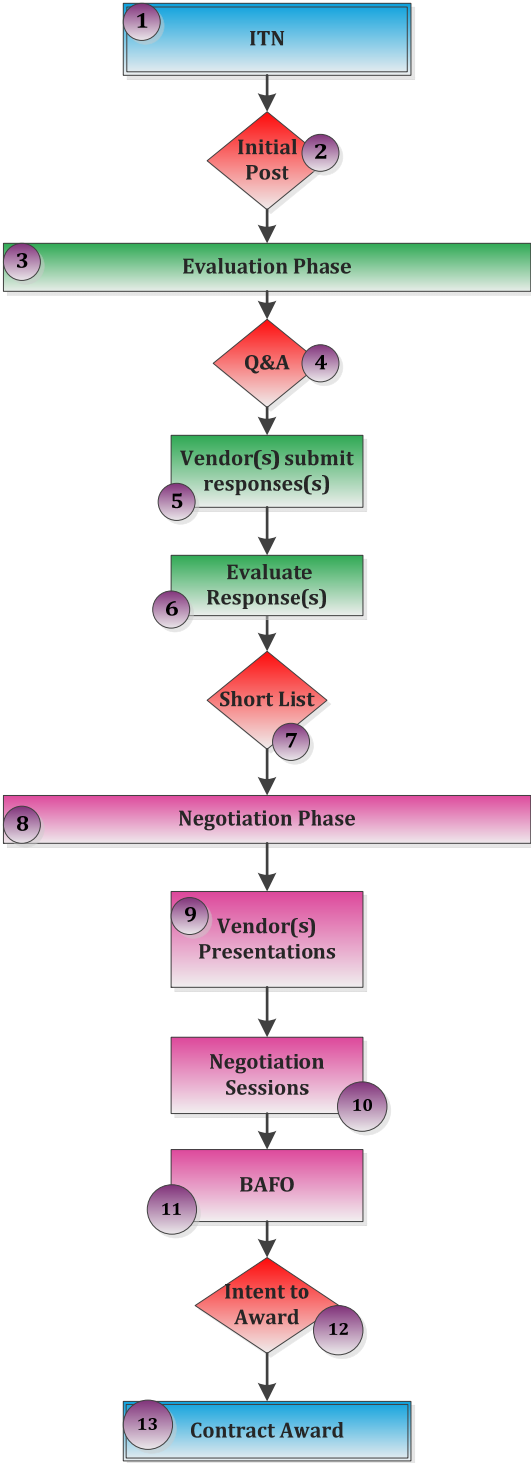 1
ITN
Initial
Post
2
3
Evaluation Phase
Q&A
4
Vendor(s) submit
responses(s)
5
Evaluate
Response(s)
6
Short List
7
8
Negotiation Phase
9
Vendor(s)
Presentations
Negotiation
Sessions
10
BAFO
11
Intent to
Award
12
13
Contract Award